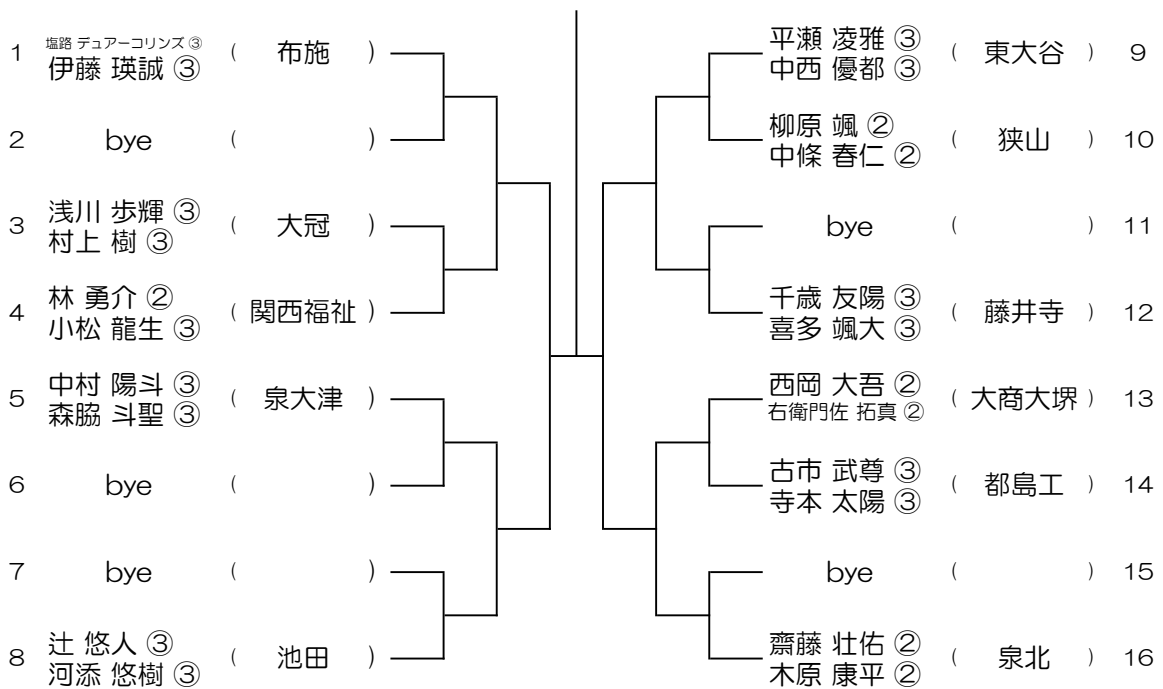 1 塩路 デュアーコリンズ ③ ( 布施 )
伊藤 瑛誠 ③
2 bye ( )
3 浅川 歩輝 ③ ( 大冠 )
村上 樹 ③
4 林 勇介 ② ( 関西福祉 )
小松 龍生 ③
5 中村 陽斗 ③ ( 泉大津 )
森脇 斗聖 ③
6 bye ( )
7 bye ( )
8 辻 悠人 ③ ( 池田 )
河添 悠樹 ③
平瀬 凌雅 ③ ( 東大谷 ) 9
中西 優都 ③
柳原 颯 ② ( 狭山 ) 10
中條 春仁 ②
bye ( ) 11
千歳 友陽 ③ ( 藤井寺 ) 12
喜多 颯大 ③
西岡 大吾 ② ( 大商大堺 ) 13
右衛門佐 拓真 ②
古市 武尊 ③ ( 都島工 ) 14
寺本 太陽 ③
bye ( ) 15
齋藤 壮佑 ② ( 泉北 ) 16
木原 康平 ②